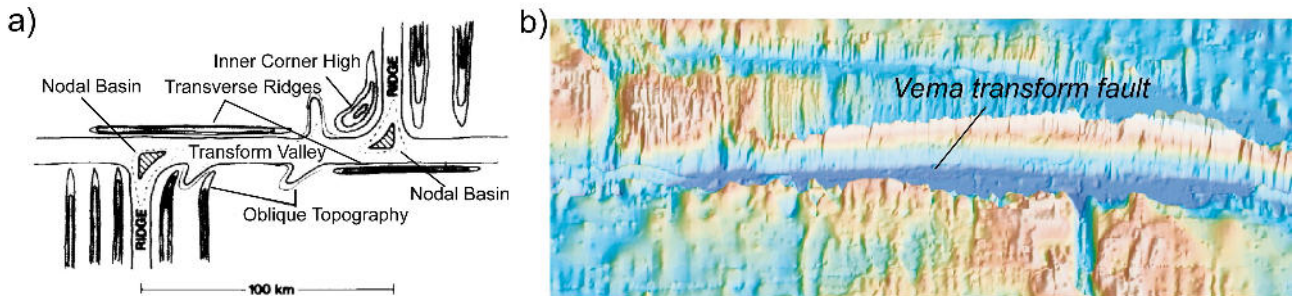 a)
Inner Corner High
Nodal Basin
Transverse Ridges
RIDGE
Transform Valley
Nodal Basin
Oblique Topography
RIDGE
100 km
b)
Vema transform fault